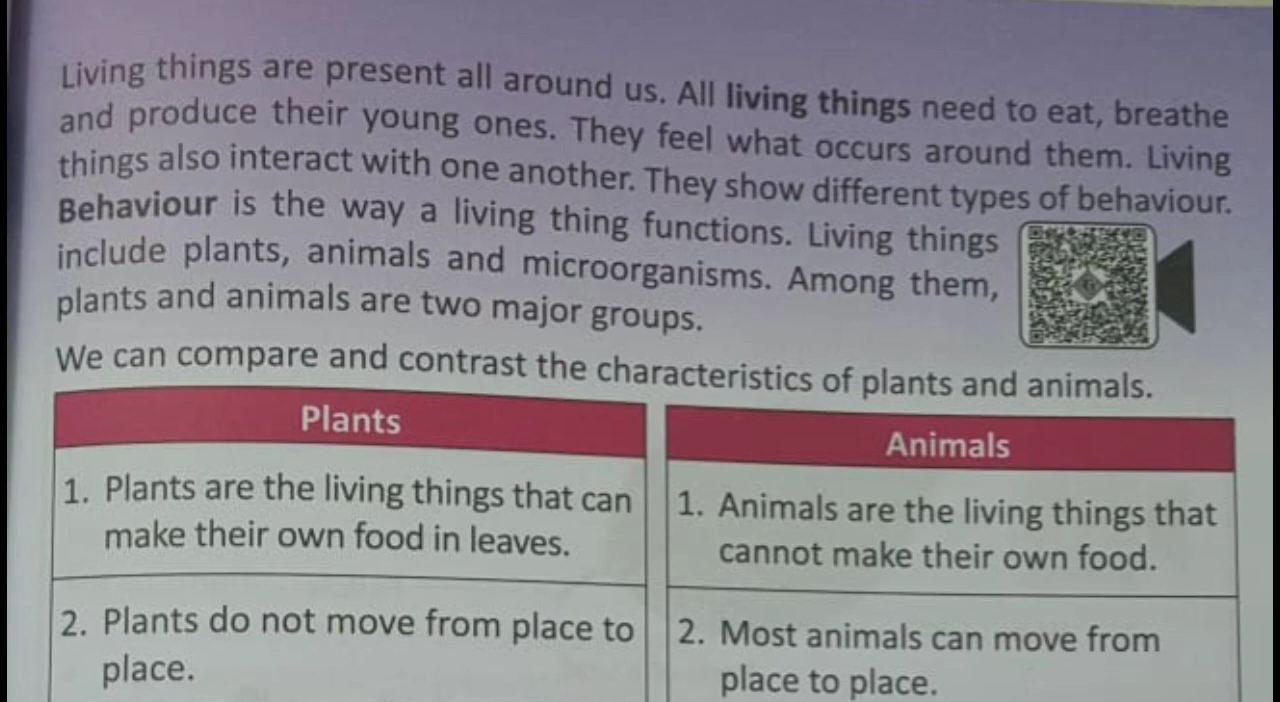 Living things are present all around us. All living things need to eat, breathe
and produce their young ones. They feel what occurs around them. Living
things also interact with one another. They show different types of behaviour.
Behaviour is the way a living thing functions. Living things
include plants, animals and microorganisms. Among them,
plants and animals are two major groups.
We can compare and contrast the characteristics of plants and animals.
Plants
1. Plants are the living things that can
make their own food in leaves.
2. Plants do not move from place to
place.
Animals
1. Animals are the living things that
cannot make their own food.
2. Most animals can move from
place to place.